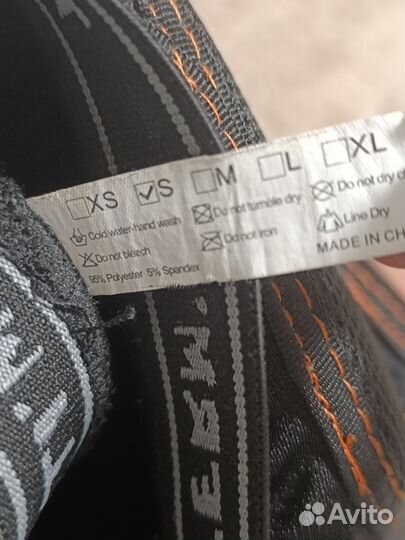 XS S M L XL
Cold water-hand wash Do not tumble dry Do not dry
Do not bleach Do not iron Line Dry
95% Polyester 5% Spandex MADE IN CH
Avito